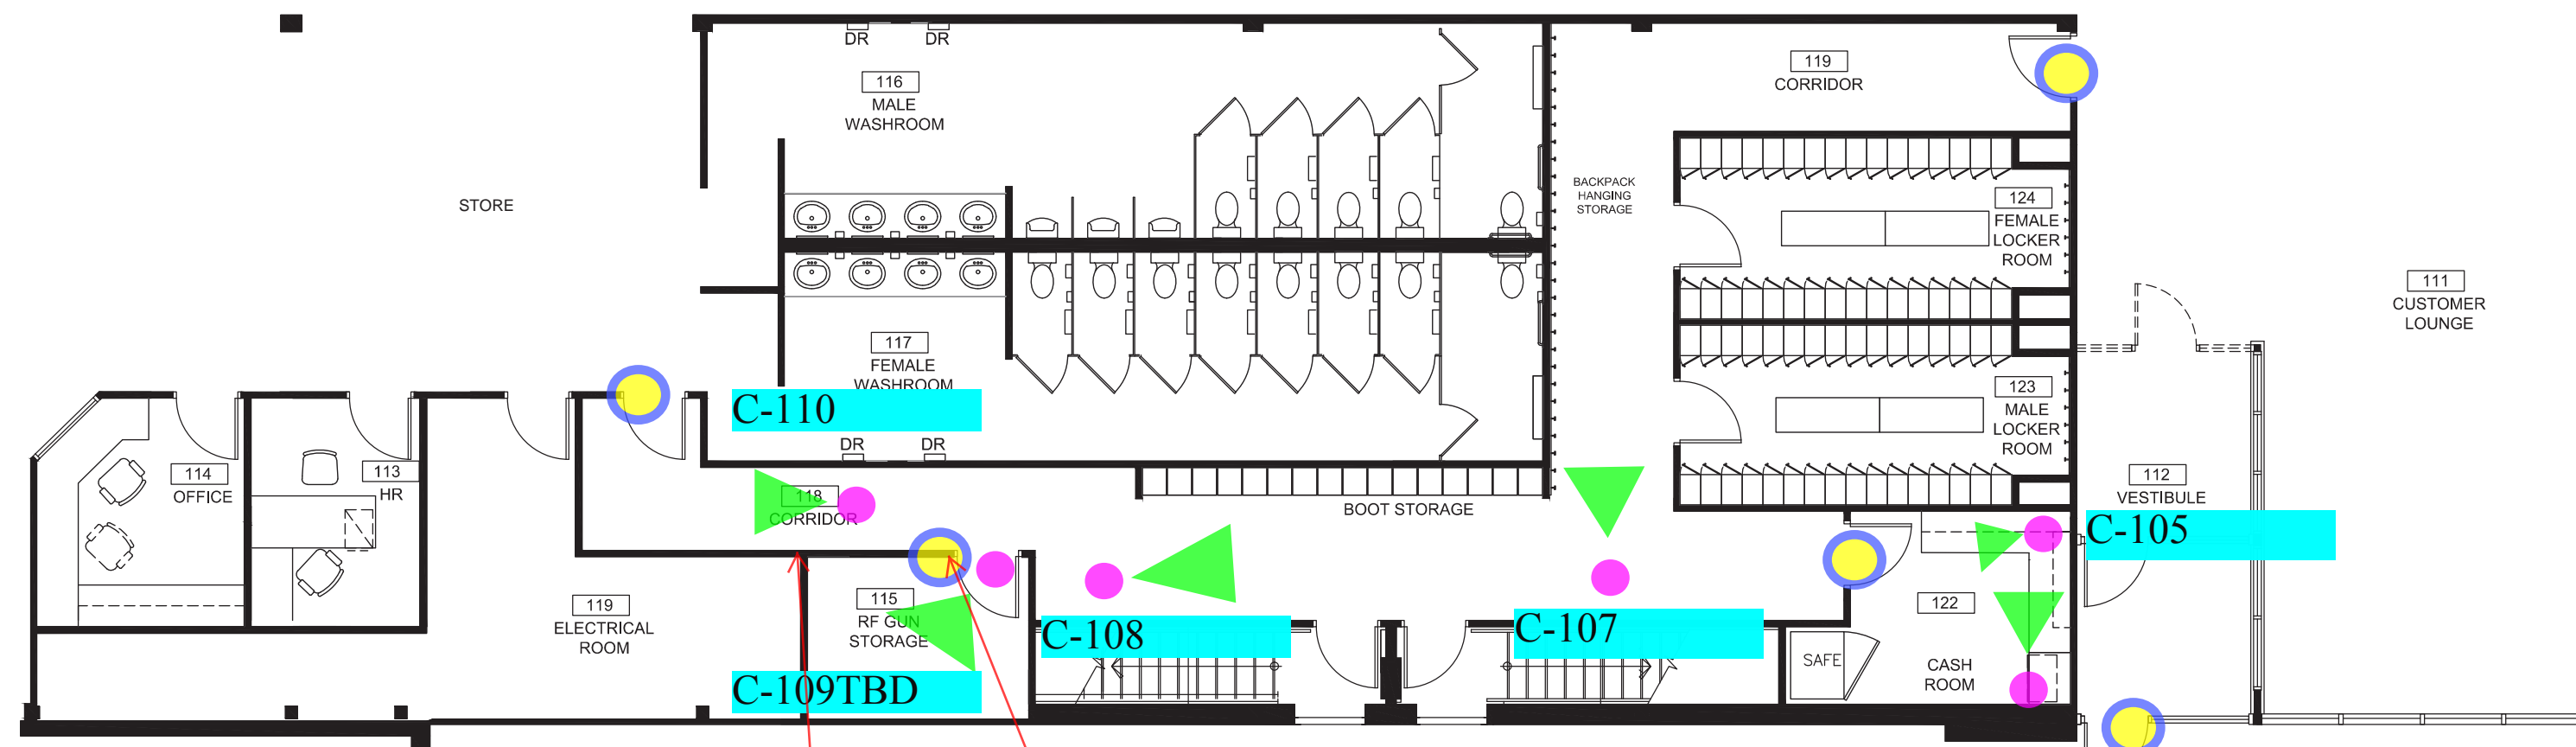 DR
DR
116
MALE
WASHROOM
119
CORRIDOR
STORE
BACKPACK
HANGING
STORAGE
124
FEMALE
LOCKER
ROOM
111
CUSTOMER
LOUNGE
117
FEMALE
WASHROOM
C-110
DR
DR
123
MALE
LOCKER
ROOM
114
OFFICE
113
HR
118
CORRIDOR
BOOT STORAGE
112
VESTIBULE
C-105
119
ELECTRICAL
ROOM
115
RF GUN
STORAGE
C-108
C-107
122
SAFE
CASH
ROOM
C-109TBD